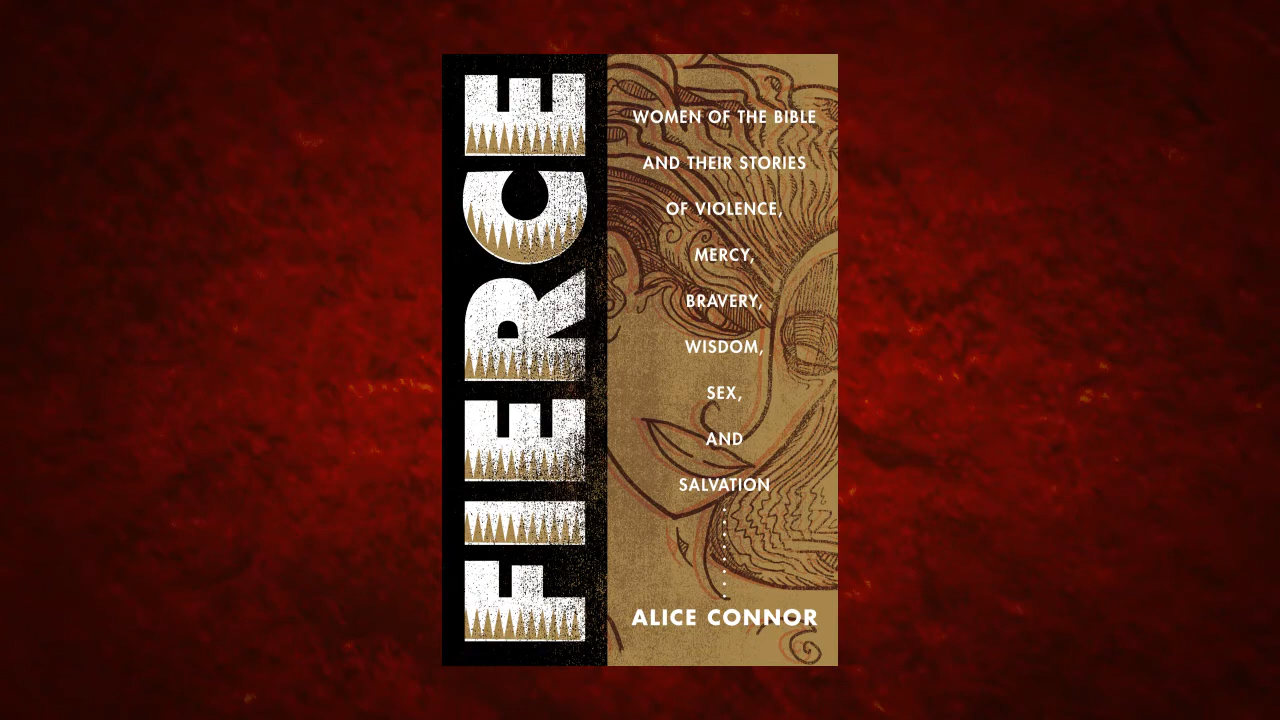 FIERCE
WOMEN OF THE BIBLE
AND THEIR STORIES
OF VIOLENCE,
MERCY,
BRAVERY,
WISDOM,
SEX,
AND
SALVATION
ALICE CONNOR